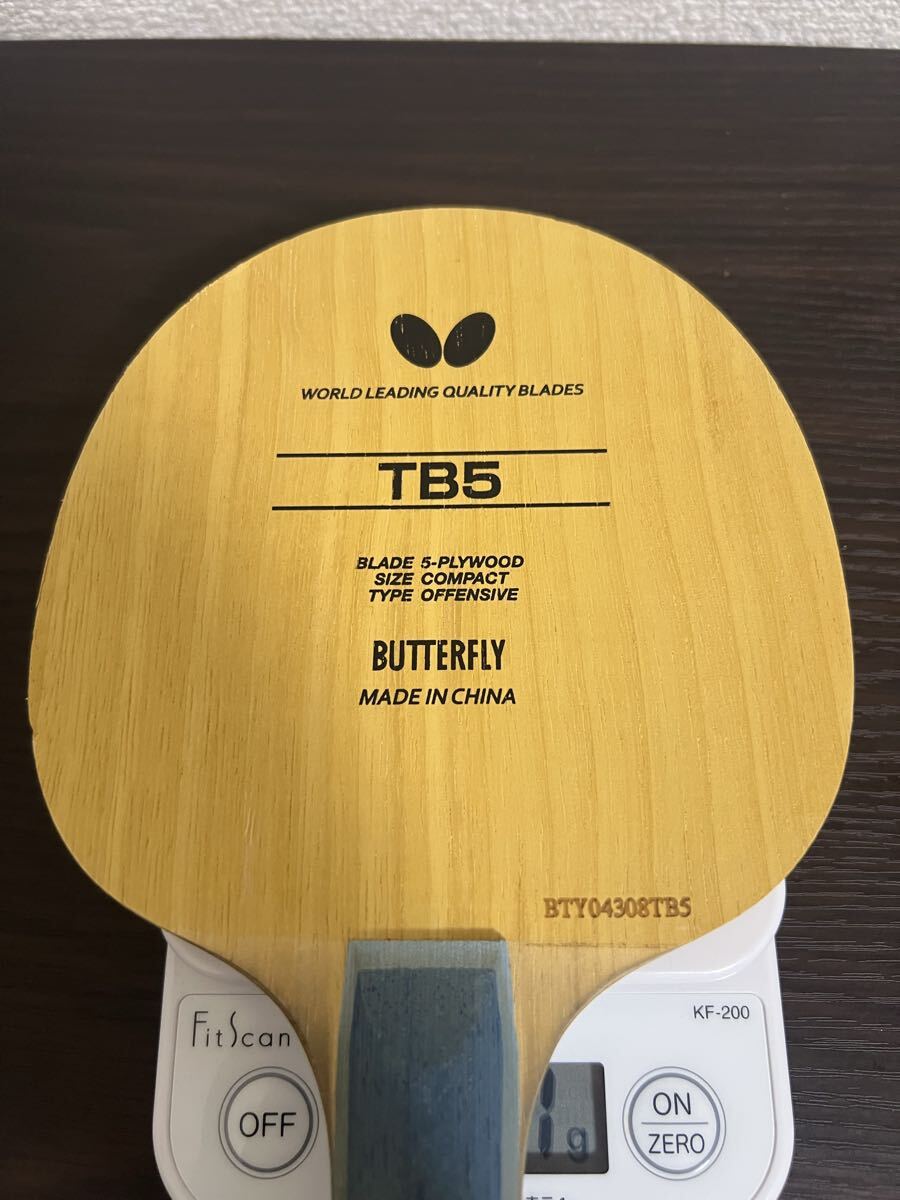 WORLD LEADING QUALITY BLADES
TB5
BLADE 5-PLYWOOD
SIZE COMPACT
TYPE OFFENSIVE
BUTTERFLY
MADE IN CHINA
BTY04308TB5
FitScan
KF-200
OFF
ON
ZERO
g